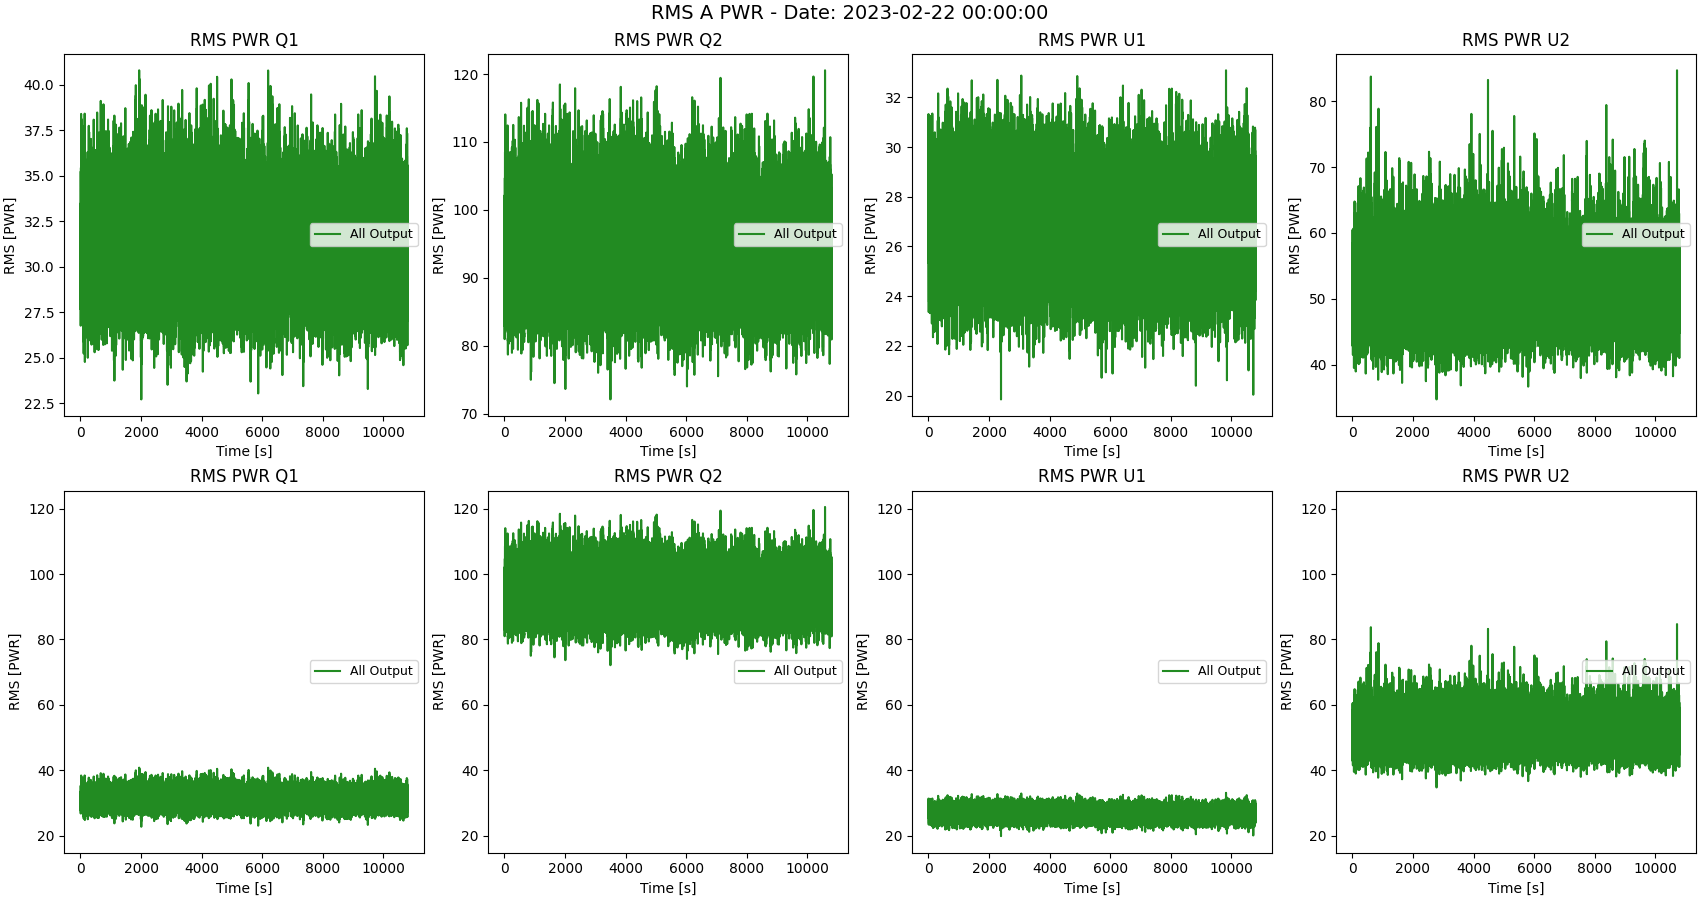 RMS A PWR - Date: 2023-02-22 00:00:00
RMS PWR Q1
RMS [PWR]
40.0
37.5
35.0
32.5
30.0
27.5
25.0
22.5
All Output
0 2000 4000 6000 8000 10000
Time [s]
RMS PWR Q2
RMS [PWR]
120
110
100
90
80
70
All Output
0 2000 4000 6000 8000 10000
Time [s]
RMS PWR U1
RMS [PWR]
32
30
28
26
24
22
20
All Output
0 2000 4000 6000 8000 10000
Time [s]
RMS PWR U2
RMS [PWR]
80
70
60
50
40
All Output
0 2000 4000 6000 8000 10000
Time [s]
RMS PWR Q1
RMS [PWR]
120
100
80
60
40
20
All Output
0 2000 4000 6000 8000 10000
Time [s]
RMS PWR Q2
RMS [PWR]
120
100
80
60
40
20
All Output
0 2000 4000 6000 8000 10000
Time [s]
RMS PWR U1
RMS [PWR]
120
100
80
60
40
20
All Output
0 2000 4000 6000 8000 10000
Time [s]
RMS PWR U2
RMS [PWR]
120
100
80
60
40
20
All Output
0 2000 4000 6000 8000 10000
Time [s]